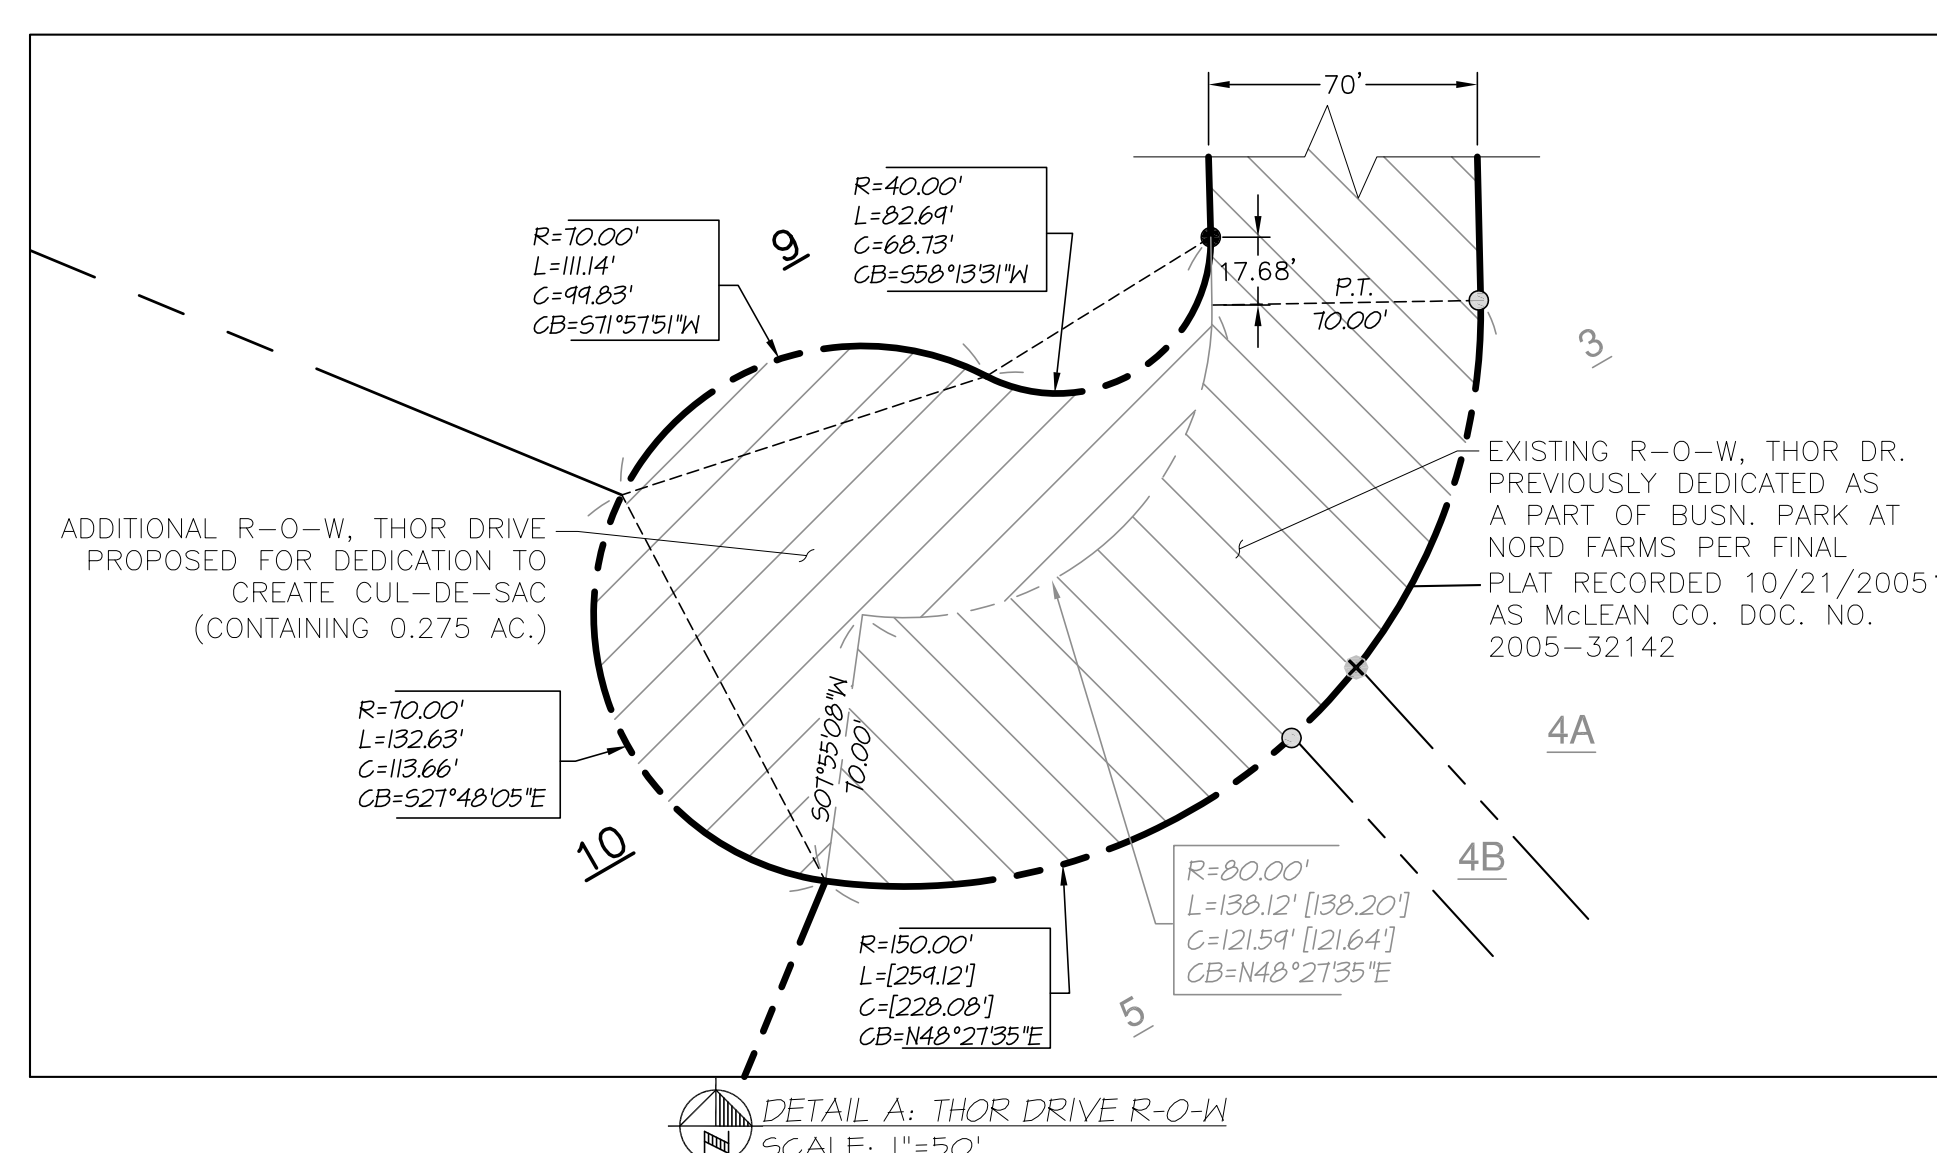 70'
R=40.00'
L=82.69'
C=68.73'
CB=S58°13'31"W
R=70.00'
L=111.14'
C=99.83'
CB=S71°57'51"W
9
17.68'
P.T.
70.00'
3
EXISTING R-O-W, THOR DR.
PREVIOUSLY DEDICATED AS
A PART OF BUSN. PARK AT
NORD FARMS PER FINAL
PLAT RECORDED 10/21/2005
AS McLEAN CO. DOC. NO.
2005-32142
ADDITIONAL R-O-W, THOR DRIVE
PROPOSED FOR DEDICATION TO
CREATE CUL-DE-SAC
(CONTAINING 0.275 AC.)
S07°55'08"W
70.00'
R=70.00'
L=132.63'
C=113.66'
CB=S27°48'05"E
10
4A
4B
R=80.00'
L=138.12' [138.20']
C=121.59' [121.64']
CB=N48°27'35"E
R=150.00'
L=[259.12']
C=[228.08']
CB=N48°27'35"E
5
DETAIL A: THOR DRIVE R-O-W
SCALE: 1"=50'
N